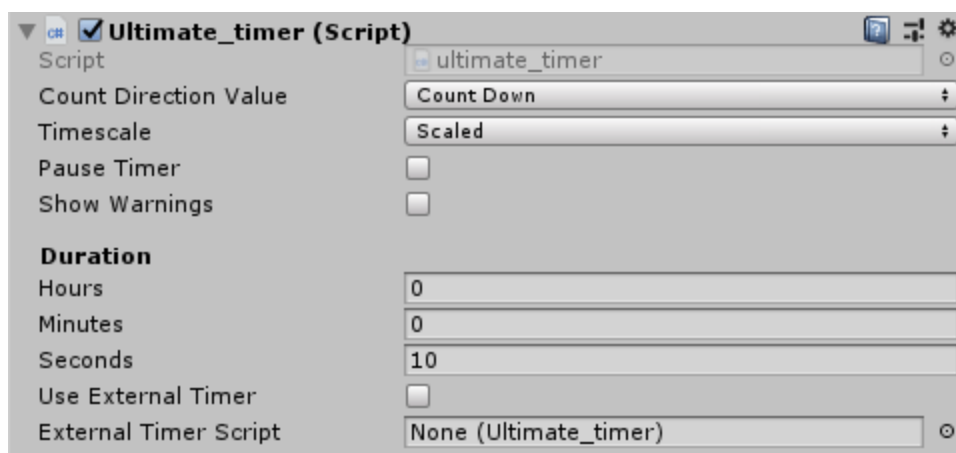 C# Ultimate_timer (Script)
Script ultimate_timer
Count Direction Value Count Down
Timescale Scaled
Pause Timer
Show Warnings
Duration
Hours 0
Minutes 0
Seconds 10
Use External Timer
External Timer Script None (Ultimate_timer)